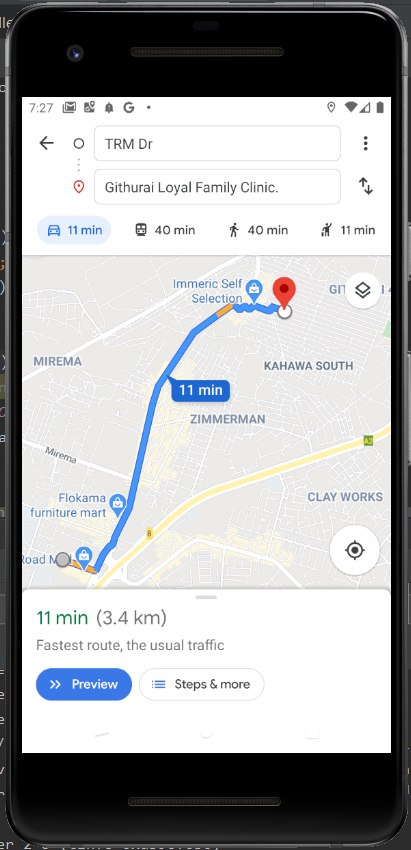 7:27
TRM Dr
Githurai Loyal Family Clinic.
11 min
40 min
40 min
11 min
Immeric Self
Selection
MIREMA
KAHAWA SOUTH
11 min
ZIMMERMAN
A2
Mirema
Flokama
furniture mart
CLAY WORKS
8
Road
11 min (3.4 km)
Fastest route, the usual traffic
Preview
Steps & more